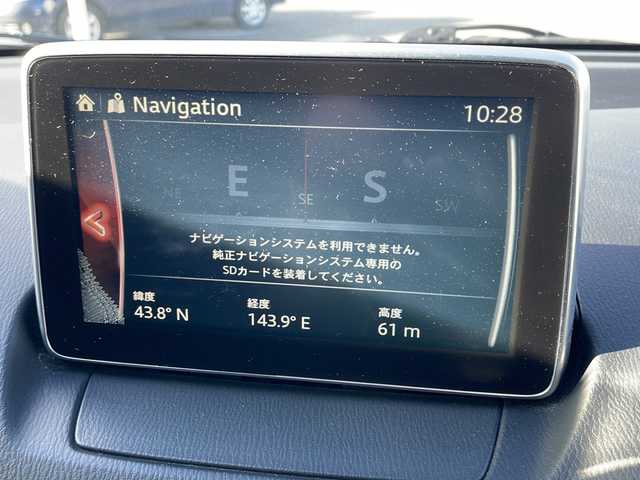 Navigation 10:28
NE E SE S SW
ナビゲーションシステムを利用できません。
純正ナビゲーションシステム専用の
SDカードを装着してください。
緯度 経度 高度
43.8° N 143.9° E 61 m